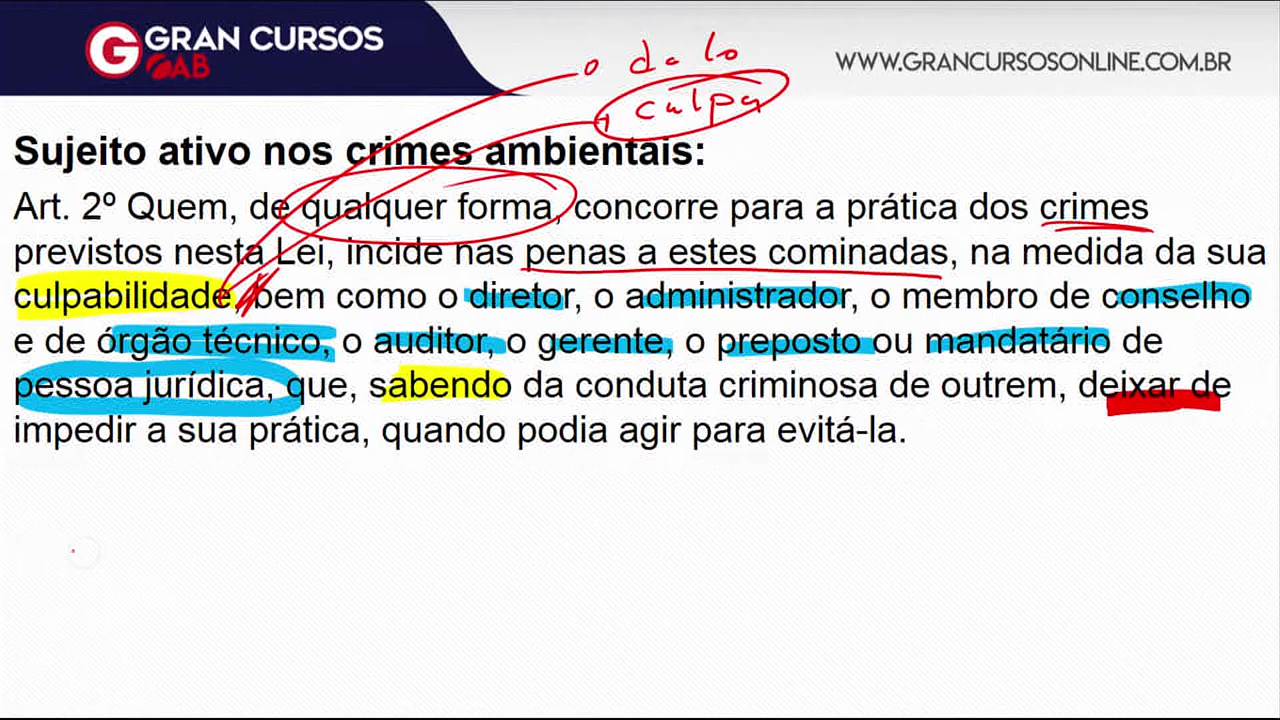 GRAN CURSOS
OAB
WWW.GRANCURSOSONLINE.COM.BR
dolo
culpa
Sujeito ativo nos crimes ambientais:
Art. 2º Quem, de qualquer forma, concorre para a prática dos crimes
previstos nesta Lei, incide nas penas a estes cominadas, na medida da sua
culpabilidade, bem como o diretor, o administrador, o membro de conselho
e de órgão técnico, o auditor, o gerente, o preposto ou mandatário de
pessoa jurídica, que, sabendo da conduta criminosa de outrem, deixar de
impedir a sua prática, quando podia agir para evitá-la.